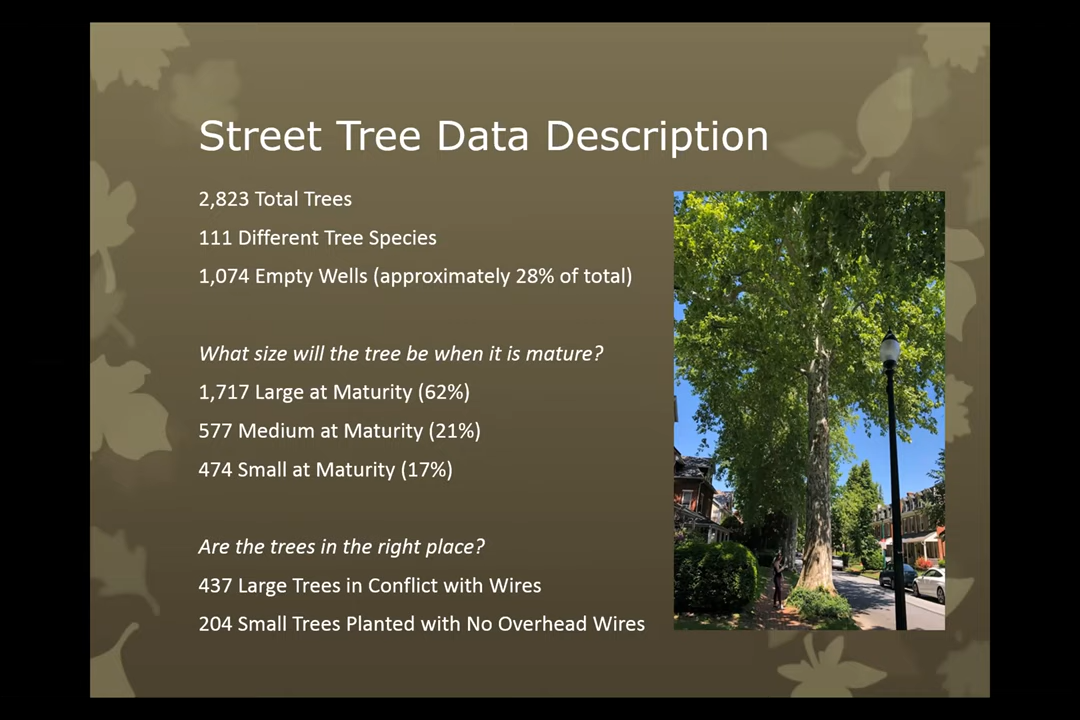 Street Tree Data Description
2,823 Total Trees
111 Different Tree Species
1,074 Empty Wells (approximately 28% of total)
What size will the tree be when it is mature?
1,717 Large at Maturity (62%)
577 Medium at Maturity (21%)
474 Small at Maturity (17%)
Are the trees in the right place?
437 Large Trees in Conflict with Wires
204 Small Trees Planted with No Overhead Wires